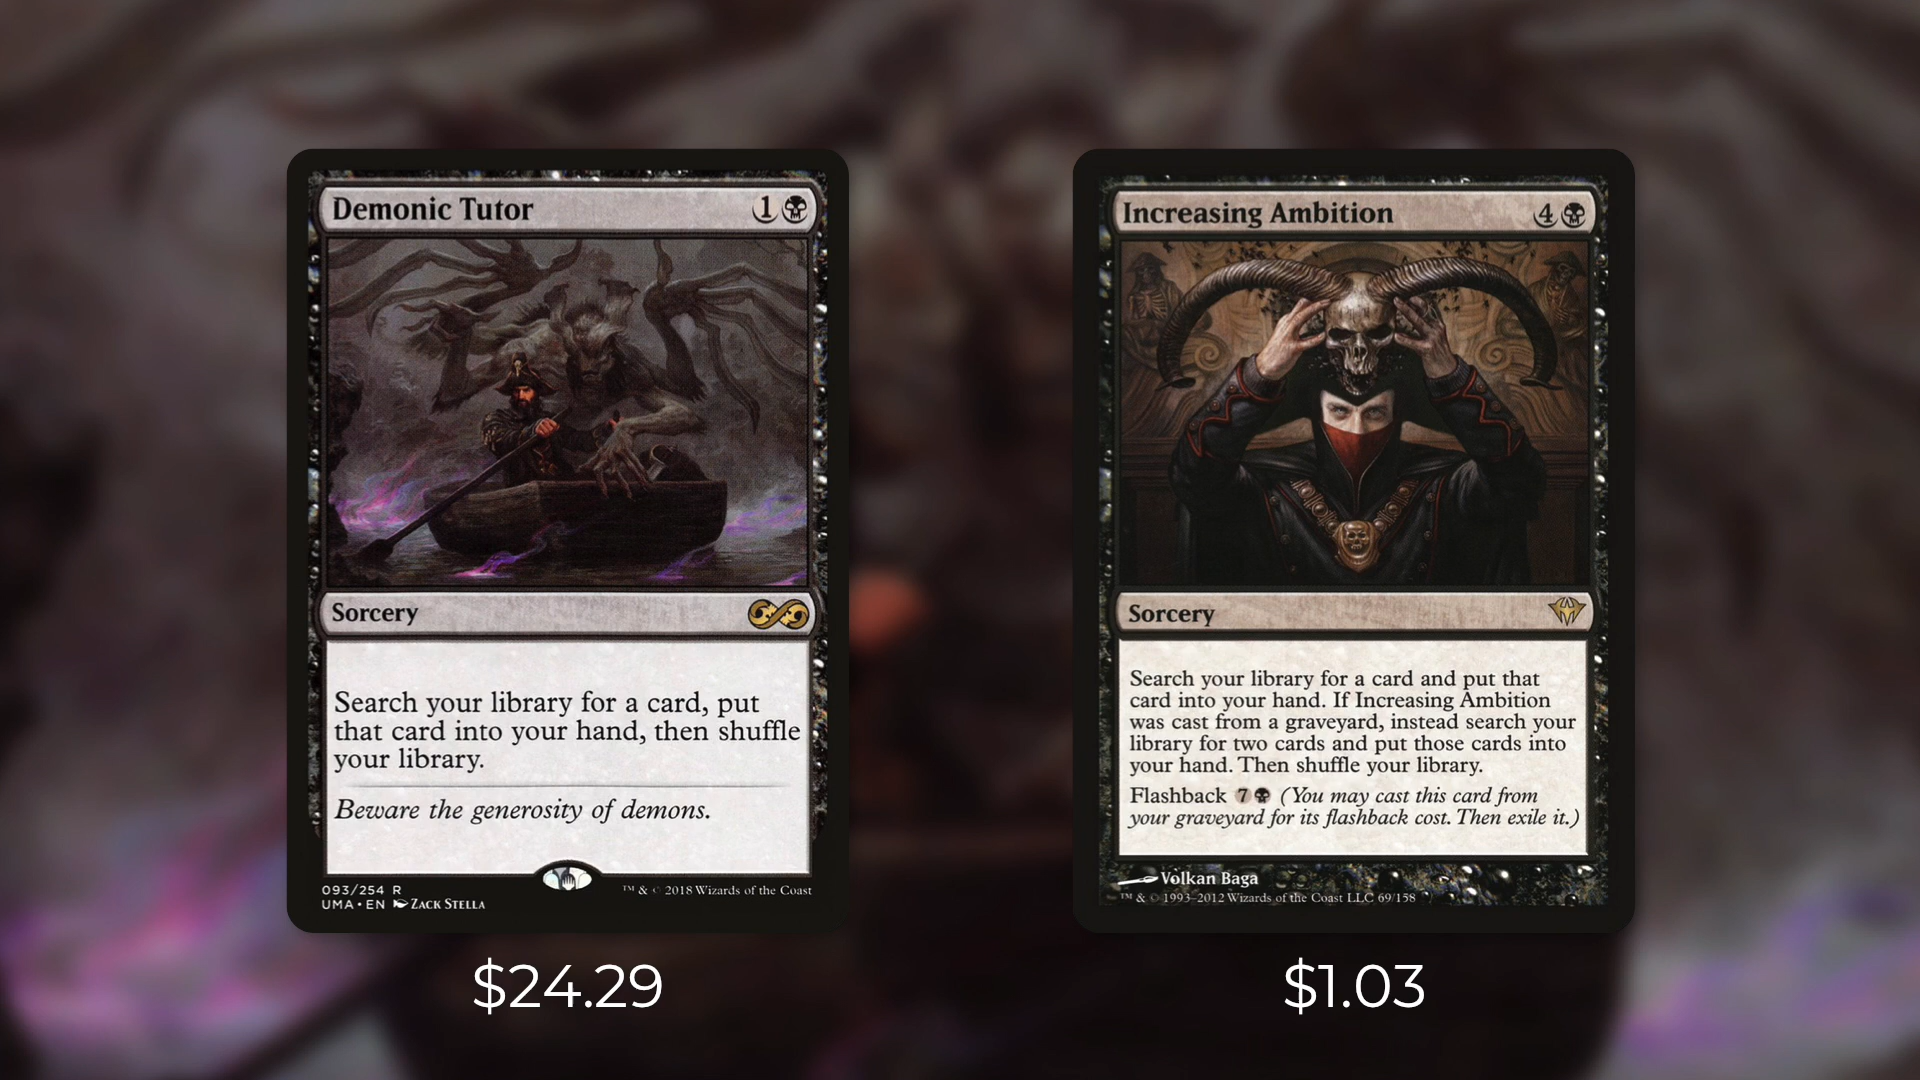 Demonic Tutor 1
Sorcery
Search your library for a card, put
that card into your hand, then shuffle
your library.
Beware the generosity of demons.
093/254 R
™ & © 2018 Wizards of the Coast
UMA • EN ZACK STELLA
$24.29
Increasing Ambition 4
Sorcery
Search your library for a card and put that
card into your hand. If Increasing Ambition
was cast from a graveyard, instead search your
library for two cards and put those cards into
your hand. Then shuffle your library.
Flashback 7 (You may cast this card from
your graveyard for its flashback cost. Then exile it.)
Volkan Baga
™ & © 1993–2012 Wizards of the Coast LLC 69/158
$1.03